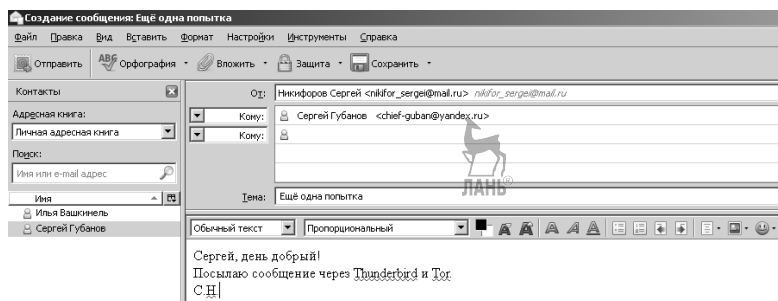 Создание сообщения: Ещё одна попытка
Файл Правка Вид Вставить Формат Настройки Инструменты Справка
Отправить ABC Орфография Вложить Защита Сохранить
Контакты
Адресная книга:
Личная адресная книга
Поиск:
Имя или e-mail адрес
Имя
Илья Вашкинель
Сергей Губанов
От: Никифоров Сергей <nikifor_sergei@mail.ru> nikifor_sergei@mail.ru
Кому: Сергей Губанов <chief-guban@yandex.ru>
Кому:
ЛАНЬ®
Тема: Ещё одна попытка
Обычный текст Пропорциональный
Сергей, день добрый!
Посылаю сообщение через Thunderbird и Tor.
С.Н.